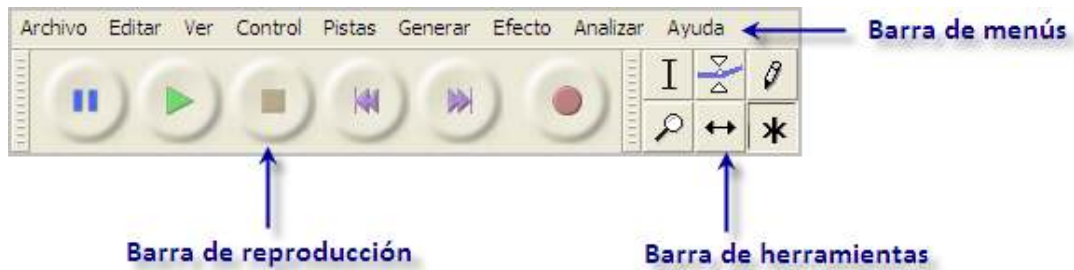 Archivo Editar Ver Control Pistas Generar Efecto Analizar Ayuda
Barra de menús
Barra de reproducción
Barra de herramientas